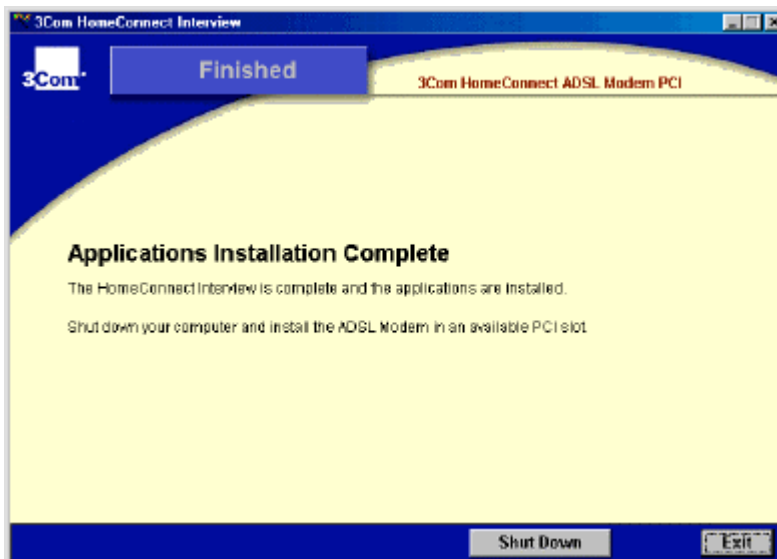 3Com HomeConnect Interview
3Com
Finished
3Com HomeConnect ADSL Modem PCI
Applications Installation Complete
The HomeConnect Interview is complete and the applications are installed.
Shut down your computer and install the ADSL Modem in an available PCI slot.
Shut Down
Exit